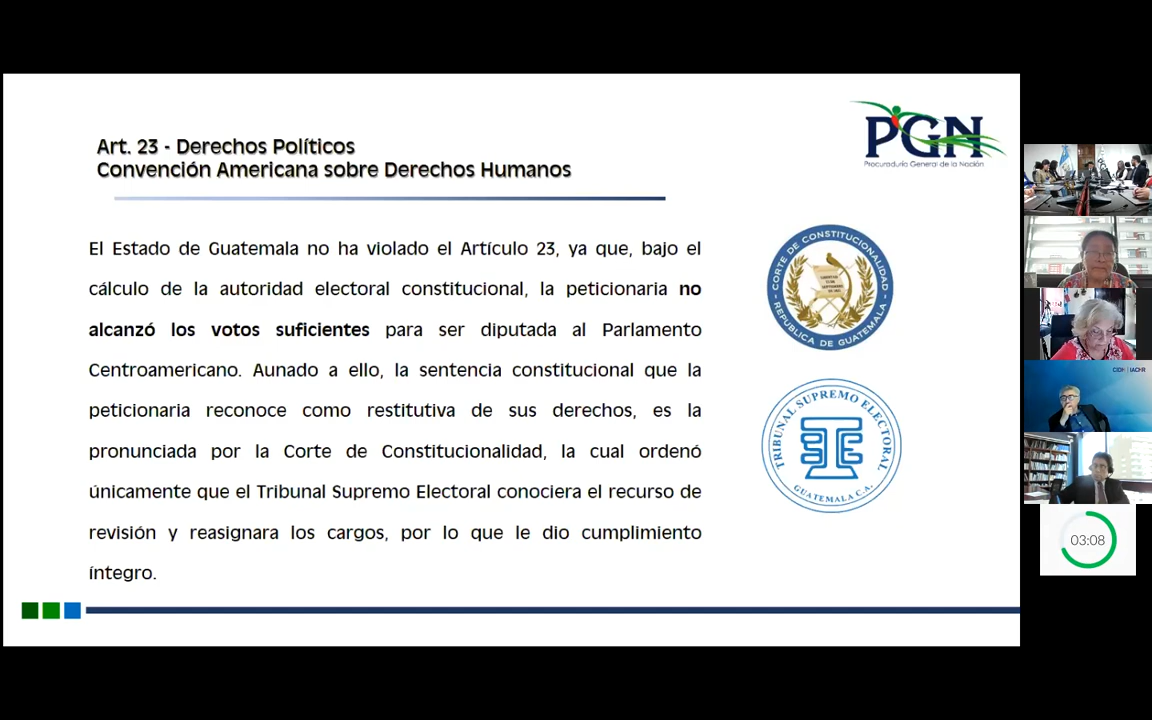 Art. 23 - Derechos Políticos
Convención Americana sobre Derechos Humanos
PGN
Procuraduría General de la Nación
El Estado de Guatemala no ha violado el Artículo 23, ya que, bajo el
cálculo de la autoridad electoral constitucional, la peticionaria no
alcanzó los votos suficientes para ser diputada al Parlamento
Centroamericano. Aunado a ello, la sentencia constitucional que la
peticionaria reconoce como restitutiva de sus derechos, es la
pronunciada por la Corte de Constitucionalidad, la cual ordenó
únicamente que el Tribunal Supremo Electoral conociera el recurso de
revisión y reasignara los cargos, por lo que le dio cumplimiento
íntegro.
CORTE DE CONSTITUCIONALIDAD
REPUBLICA DE GUATEMALA
TRIBUNAL SUPREMO ELECTORAL
GUATEMALA C.A.
CIDH | IACHR
03:08